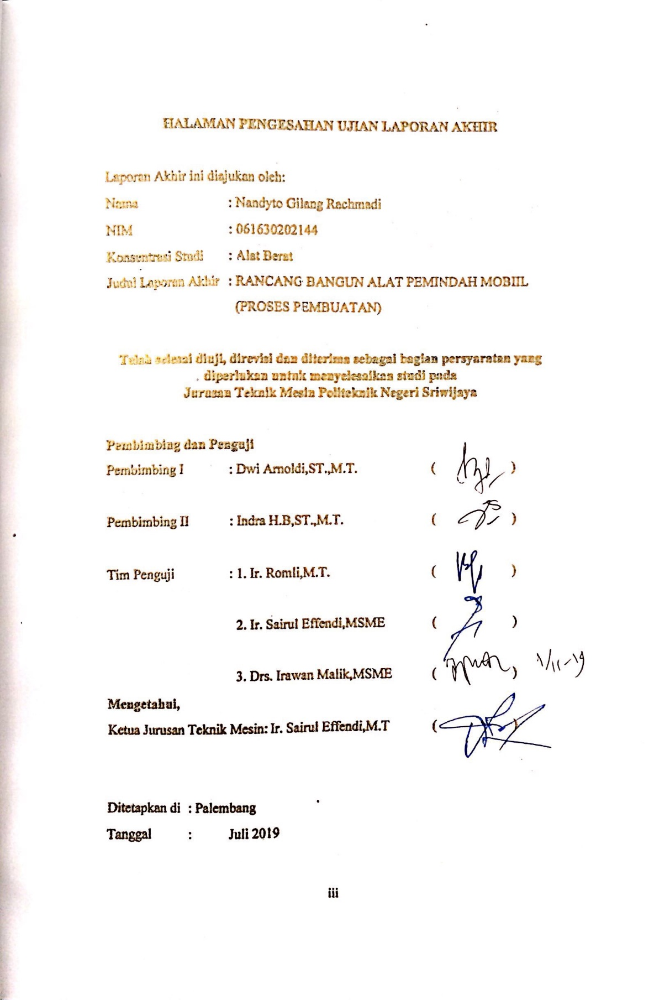 HALAMAN PENGESAHAN UJIAN LAPORAN AKHIR
Laporan Akhir ini diajukan oleh:
Nama : Nandyto Gilang Rachmadi
NIM : 061630202144
Konsentrasi Studi : Alat Berat
Judul Laporan Akhir : RANCANG BANGUN ALAT PEMINDAH MOBIIL
(PROSES PEMBUATAN)
Telah selesai diuji, direvisi dan diterima sebagai bagian persyaratan yang
diperlukan untuk menyelesaikan studi pada
Jurusan Teknik Mesin Politeknik Negeri Sriwijaya
Pembimbing dan Penguji
Pembimbing I : Dwi Arnoldi,ST.,M.T. ( )
Pembimbing II : Indra H.B,ST.,M.T. ( )
Tim Penguji : 1. Ir. Romli,M.T. ( )
2. Ir. Sairul Effendi,MSME ( )
3. Drs. Irawan Malik,MSME ( ) 1/11-19
Mengetahui,
Ketua Jurusan Teknik Mesin: Ir. Sairul Effendi,M.T ( )
Ditetapkan di : Palembang
Tanggal : Juli 2019
iii